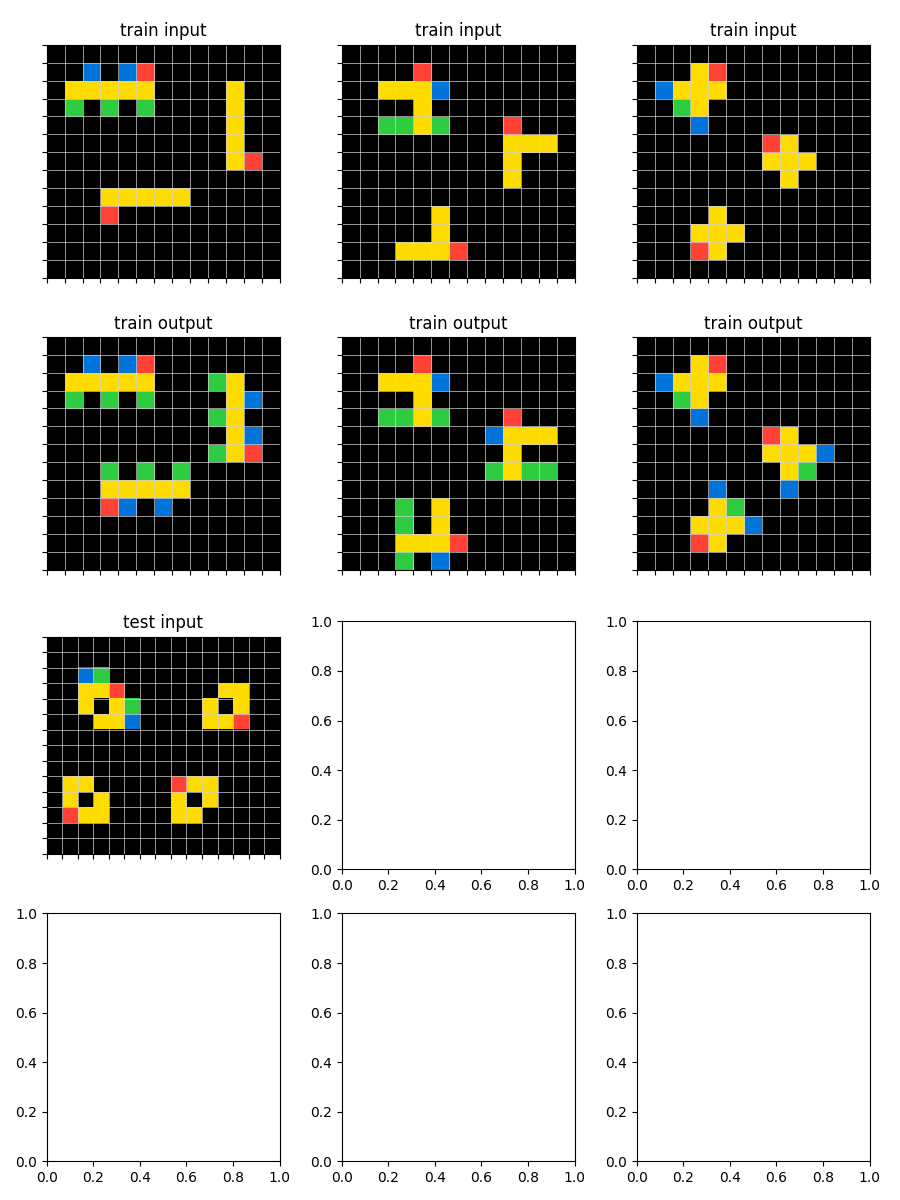 train input train input train input
train output train output train output
test input
1.0 1.0
0.8 0.8
0.6 0.6
0.4 0.4
0.2 0.2
0.0 0.0
0.0 0.2 0.4 0.6 0.8 1.0 0.0 0.2 0.4 0.6 0.8 1.0
1.0 1.0 1.0
0.8 0.8 0.8
0.6 0.6 0.6
0.4 0.4 0.4
0.2 0.2 0.2
0.0 0.0 0.0
0.0 0.2 0.4 0.6 0.8 1.0 0.0 0.2 0.4 0.6 0.8 1.0 0.0 0.2 0.4 0.6 0.8 1.0